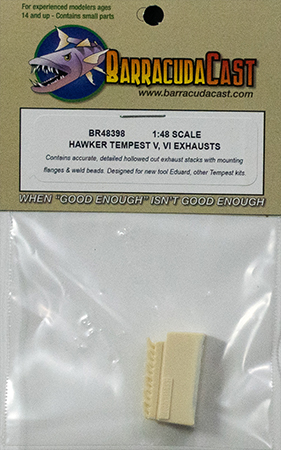 For experienced modelers ages
14 and up - Contains small parts
BARRACUDACAST
www.barracudacast.com
BR48398 1:48 SCALE
HAWKER TEMPEST V, VI EXHAUSTS
Contains accurate, detailed hollowed out exhaust stacks with mounting
flanges & weld beads. Designed for new tool Eduard, other Tempest kits.
WHEN "GOOD ENOUGH" ISN'T GOOD ENOUGH